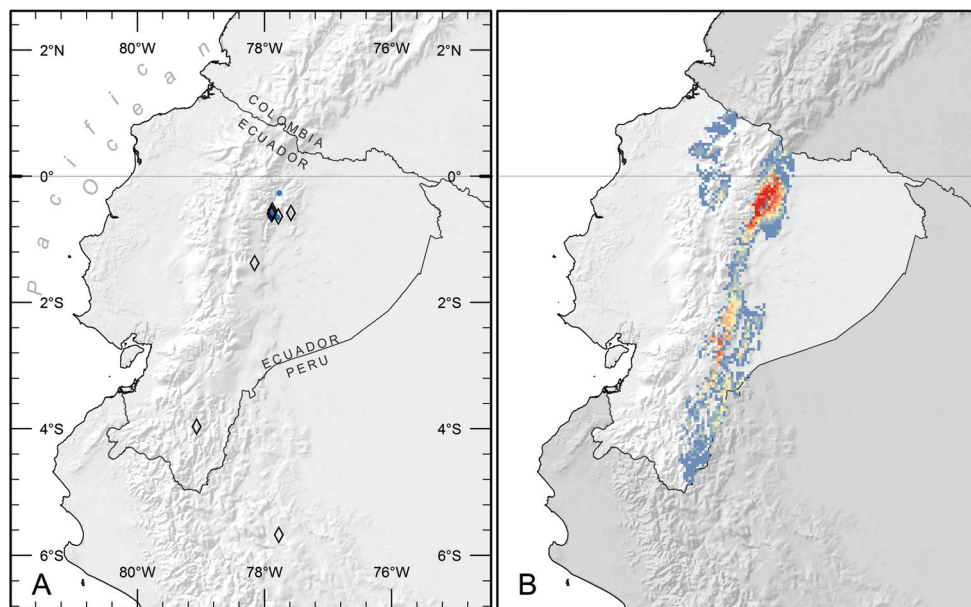 80°W 78°W 76°W
2°N 2°N
Pacific
Ocean
COLOMBIA
ECUADOR
0° 0°
2°S 2°S
ECUADOR
PERU
4°S 4°S
6°S 6°S
80°W 78°W 76°W
A
B